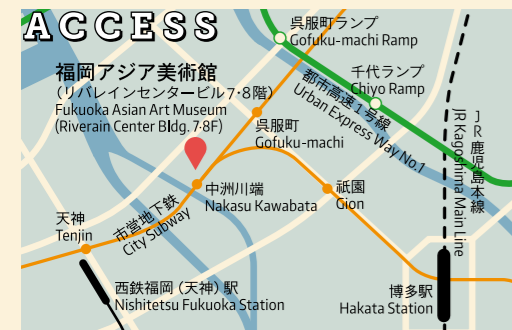 ACCESS
福岡アジア美術館
（リバレインセンタービル7・8階）
Fukuoka Asian Art Museum
(Riverain Center Bldg. 7・8F)
呉服町ランプ
Gofuku-machi Ramp
千代ランプ
Chiyo Ramp
都市高速1号線
Urban Express Way No.1
呉服町
Gofuku-machi
JR鹿児島本線
JR Kagoshima Main Line
中洲川端
Nakasu Kawabata
祇園
Gion
市営地下鉄
City Subway
天神
Tenjin
西鉄福岡（天神）駅
Nishitetsu Fukuoka Station
博多駅
Hakata Station